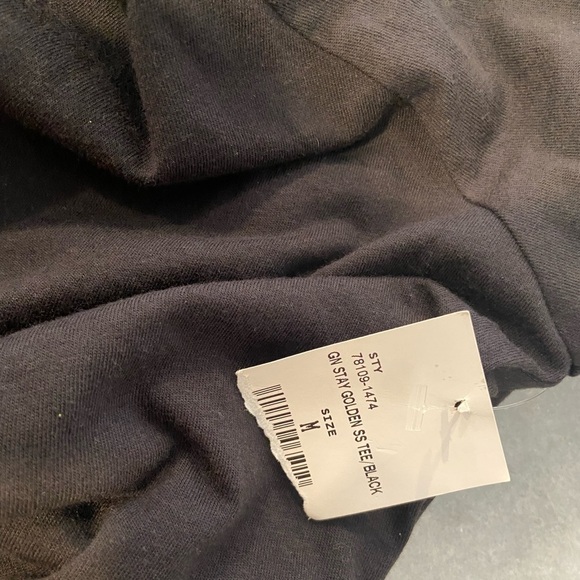 STY
78109-1474
GN STAY GOLDEN SS TEE/BLACK
SIZE
M